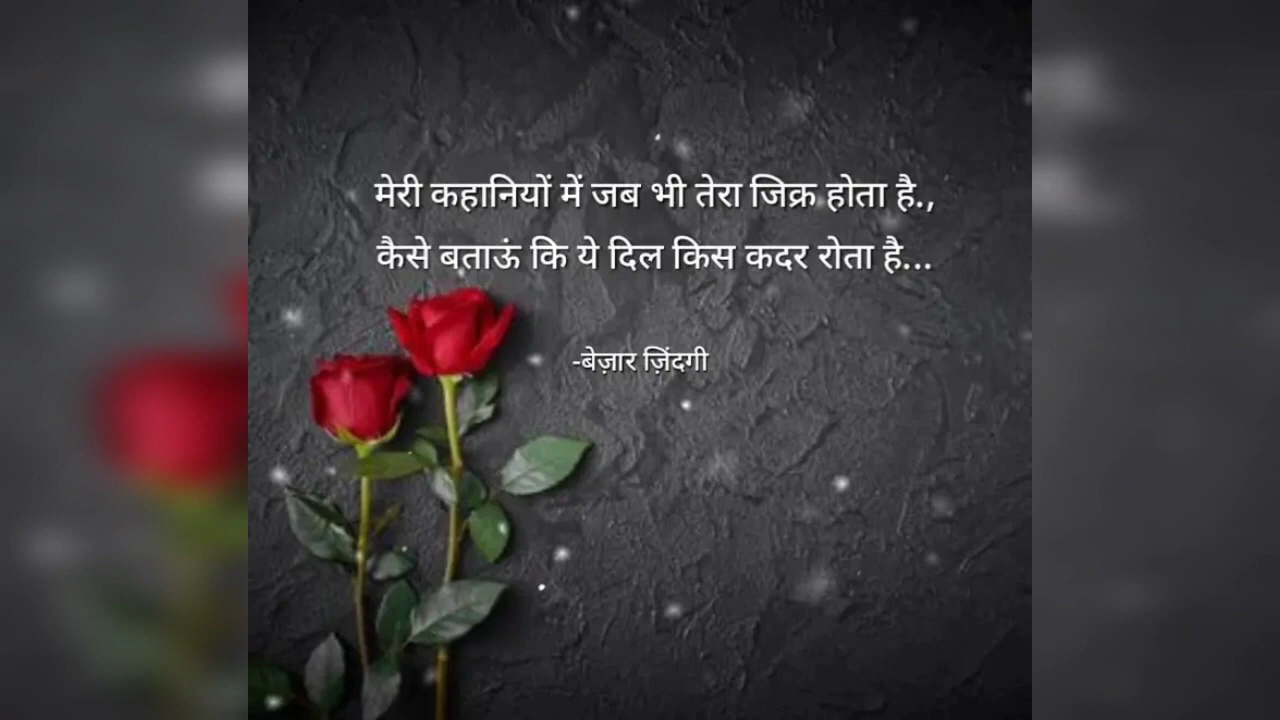 मेरी कहानियों में जब भी तेरा जिक्र होता है.,
कैसे बताऊं कि ये दिल किस कदर रोता है...
-बेज़ार ज़िंदगी